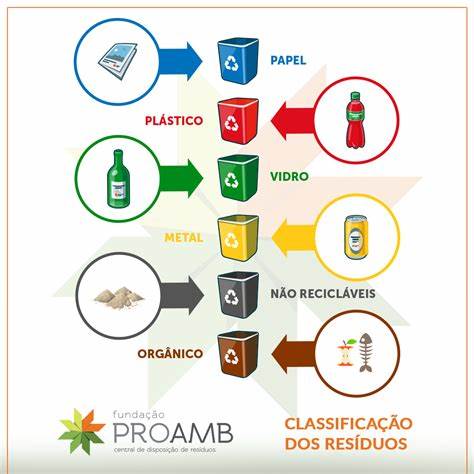 PAPEL
PLÁSTICO
VIDRO
METAL
NÃO RECICLÁVEIS
ORGÂNICO
fundação
PROAMB
central de disposição de resíduos
CLASSIFICAÇÃO
DOS RESÍDUOS